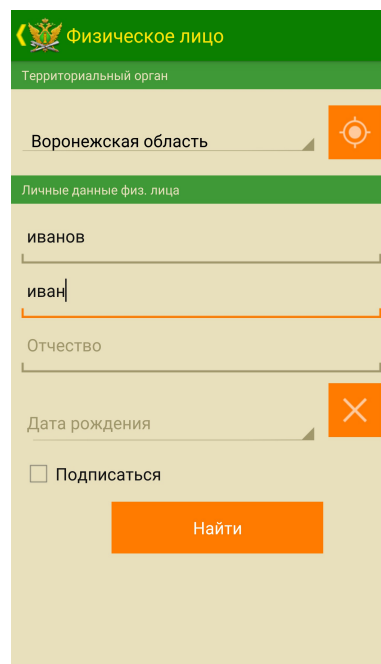 Физическое лицо
Территориальный орган
Воронежская область
Личные данные физ. лица
иванов
иван
Отчество
Дата рождения
Подписаться
Найти